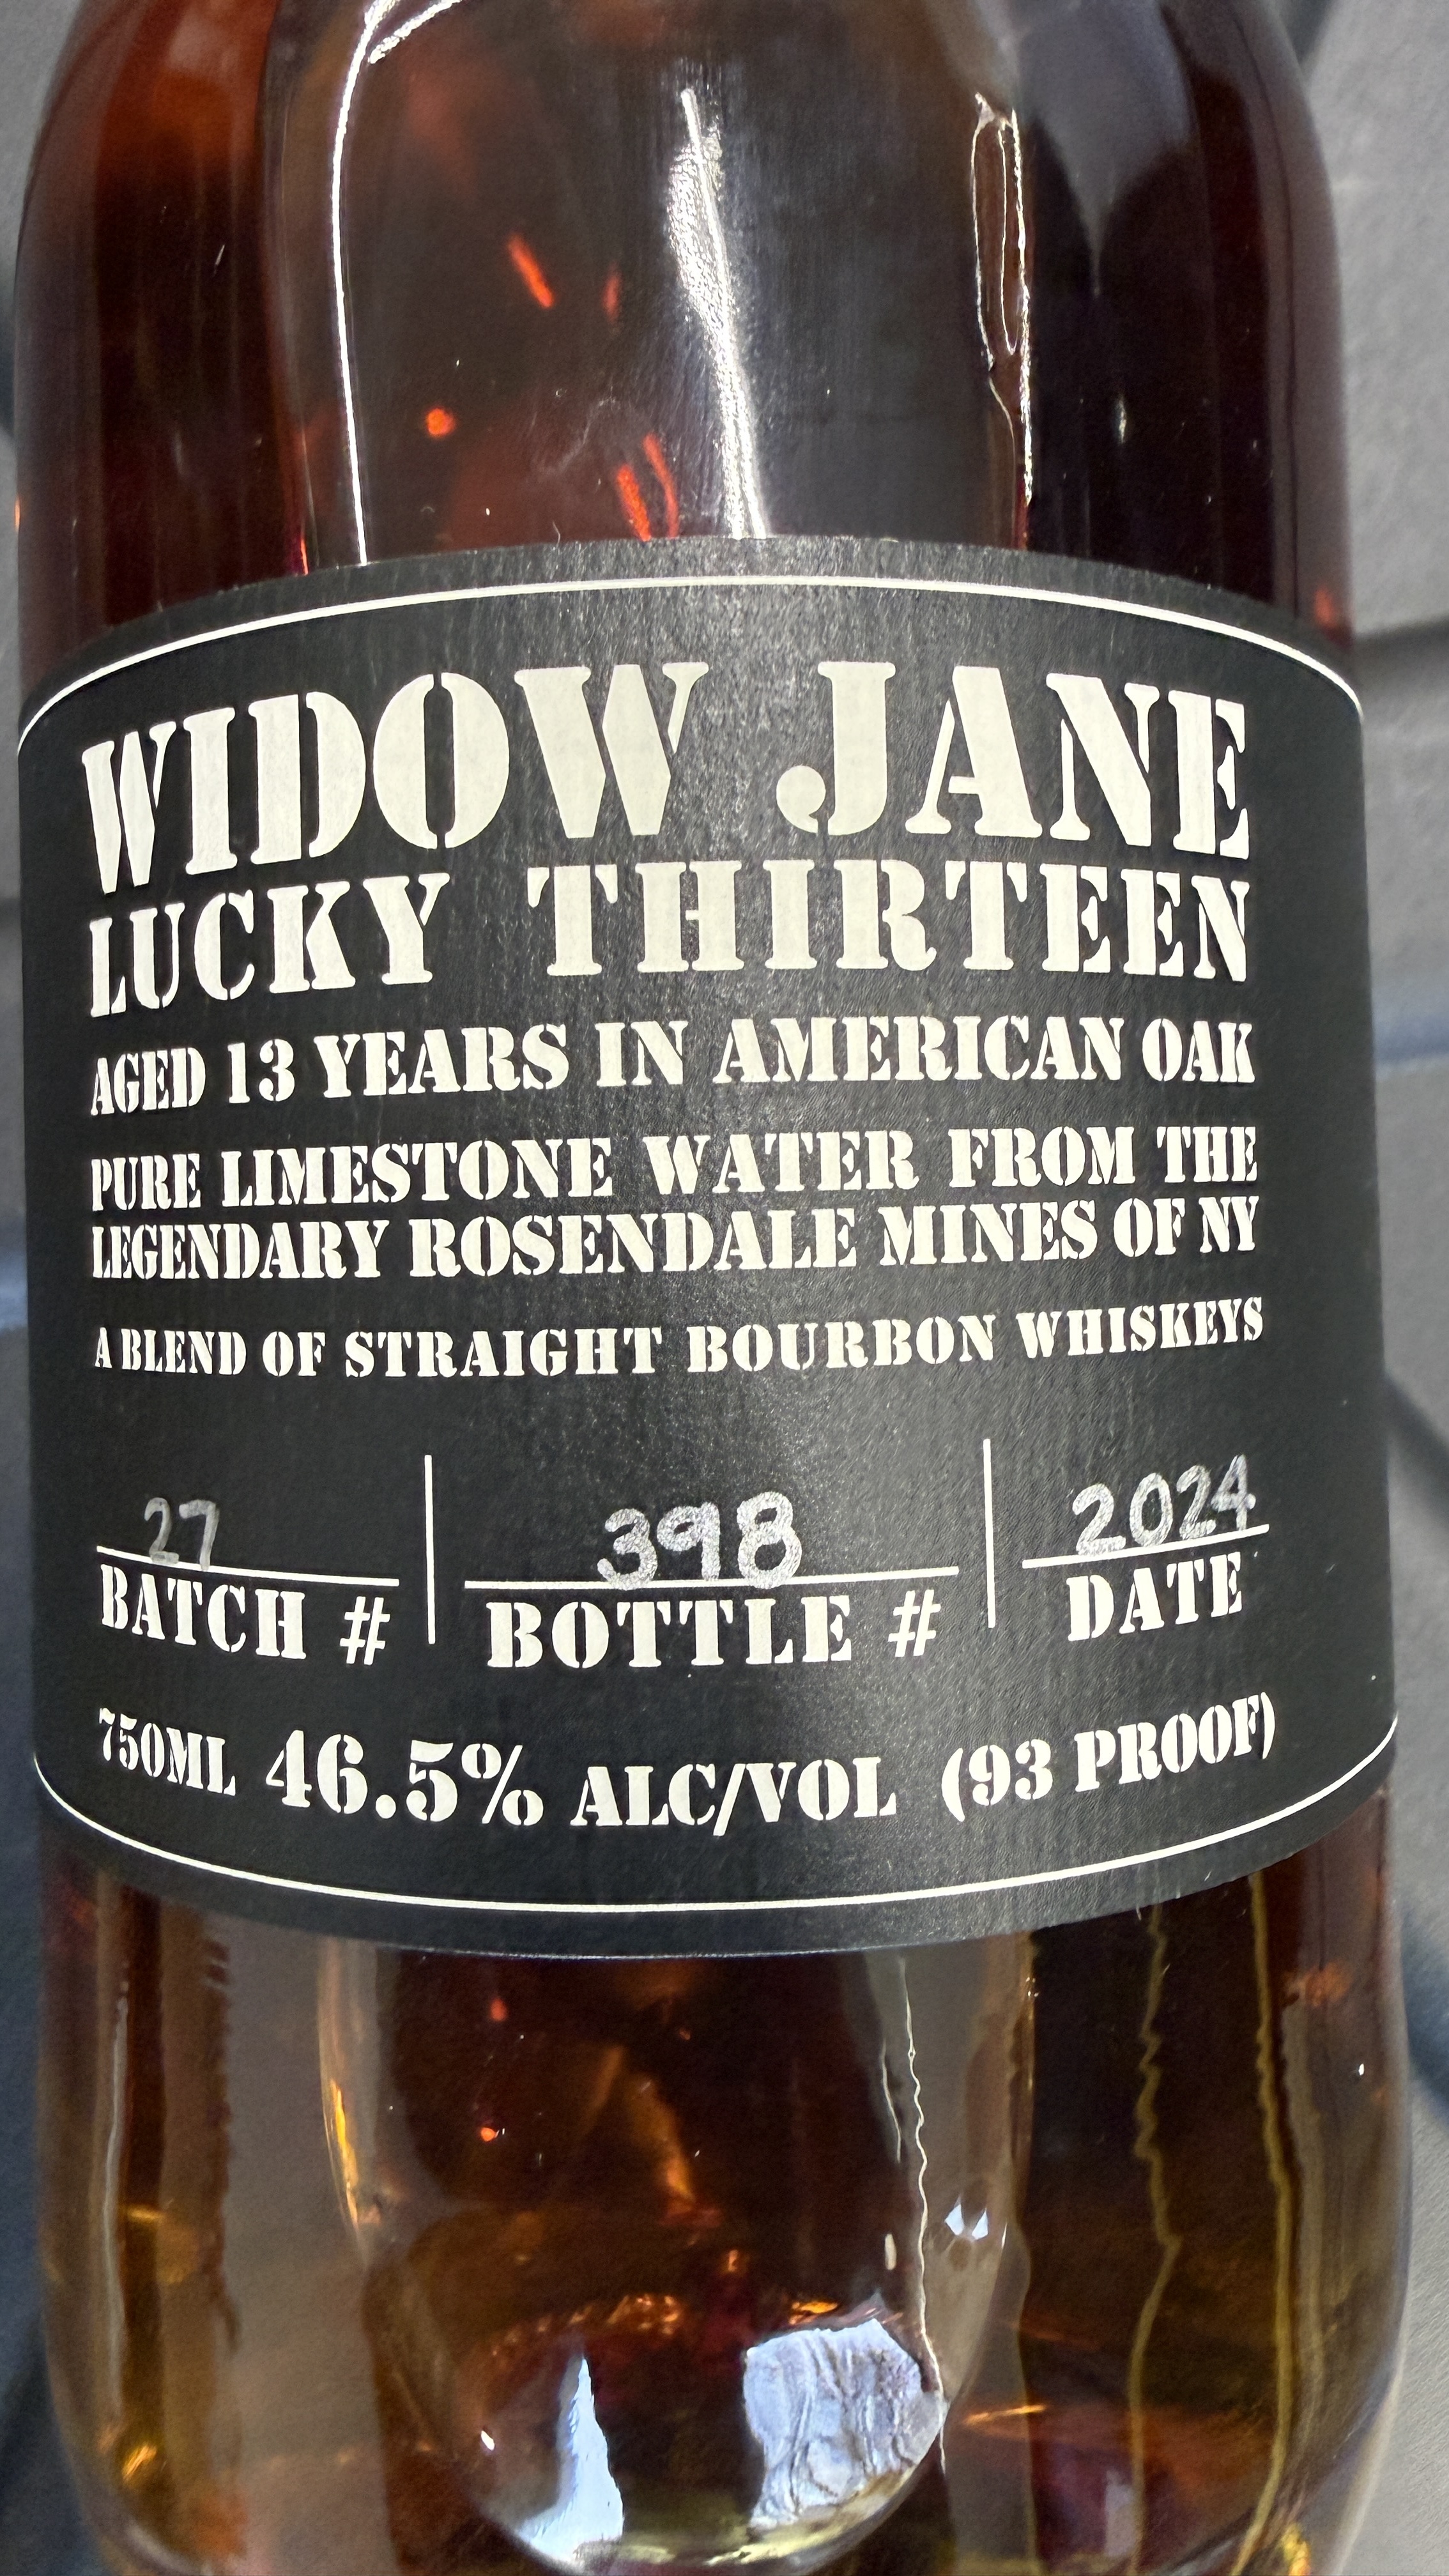 WIDOW JANE
LUCKY THIRTEEN
AGED 13 YEARS IN AMERICAN OAK
PURE LIMESTONE WATER FROM THE
LEGENDARY ROSENDALE MINES OF NY
A BLEND OF STRAIGHT BOURBON WHISKEYS
27 398 2024
BATCH # BOTTLE # DATE
750ML 46.5% ALC/VOL (93 PROOF)